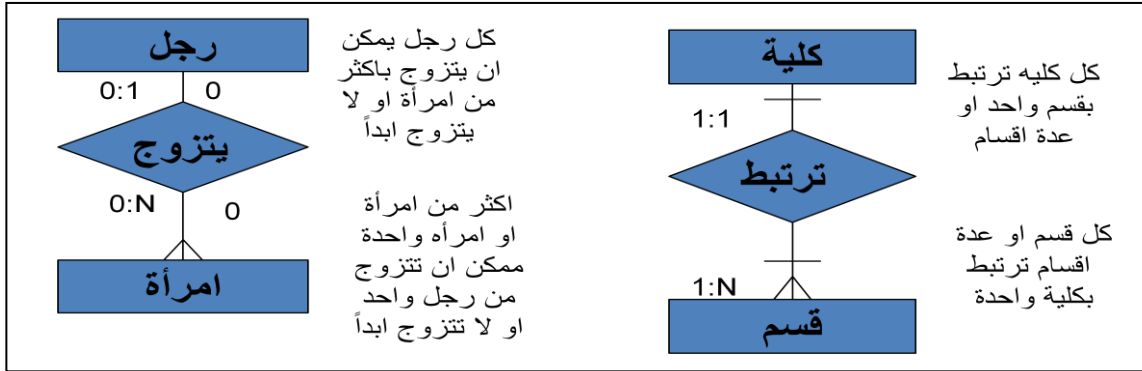 رجل
0:1 0
يتزوج
0:N 0
امرأة
كل رجل يمكن
ان يتزوج باكثر
من امرأة او لا
يتزوج ابداً
اكثر من امرأة
او امرأه واحدة
ممكن ان تتزوج
من رجل واحد
او لا تتزوج ابداً
كلية
1:1
ترتبط
1:N
قسم
كل كليه ترتبط
بقسم واحد او
عدة اقسام
كل قسم او عدة
اقسام ترتبط
بكلية واحدة